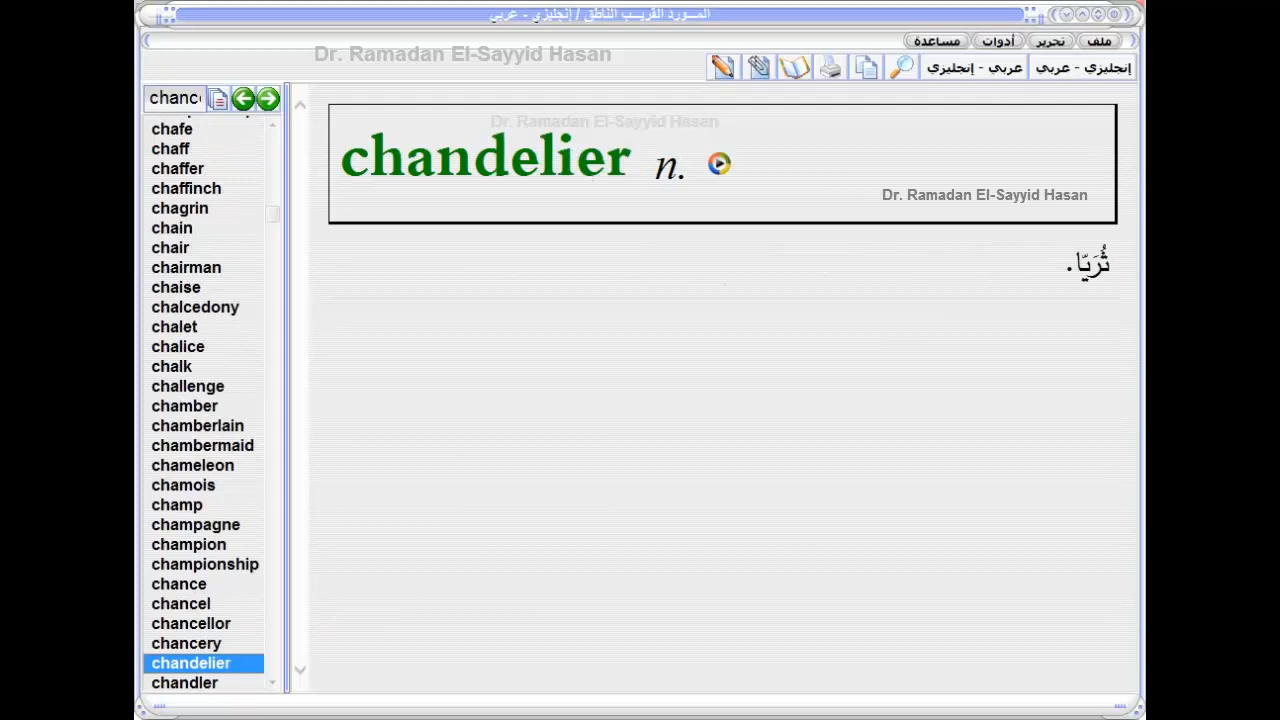 المـــورد القريـــب الناطق / إنجليزي - عربي
ملف تحرير أدوات مساعدة
Dr. Ramadan El-Sayyid Hasan
إنجليزي - عربي عربي - إنجليزي
chanc
chafe
chaff
chaffer
chaffinch
chagrin
chain
chair
chairman
chaise
chalcedony
chalet
chalice
chalk
challenge
chamber
chamberlain
chambermaid
chameleon
chamois
champ
champagne
champion
championship
chance
chancel
chancellor
chancery
chandelier
chandler
Dr. Ramadan El-Sayyid Hasan
chandelier n.
Dr. Ramadan El-Sayyid Hasan
ثُرَيّا.